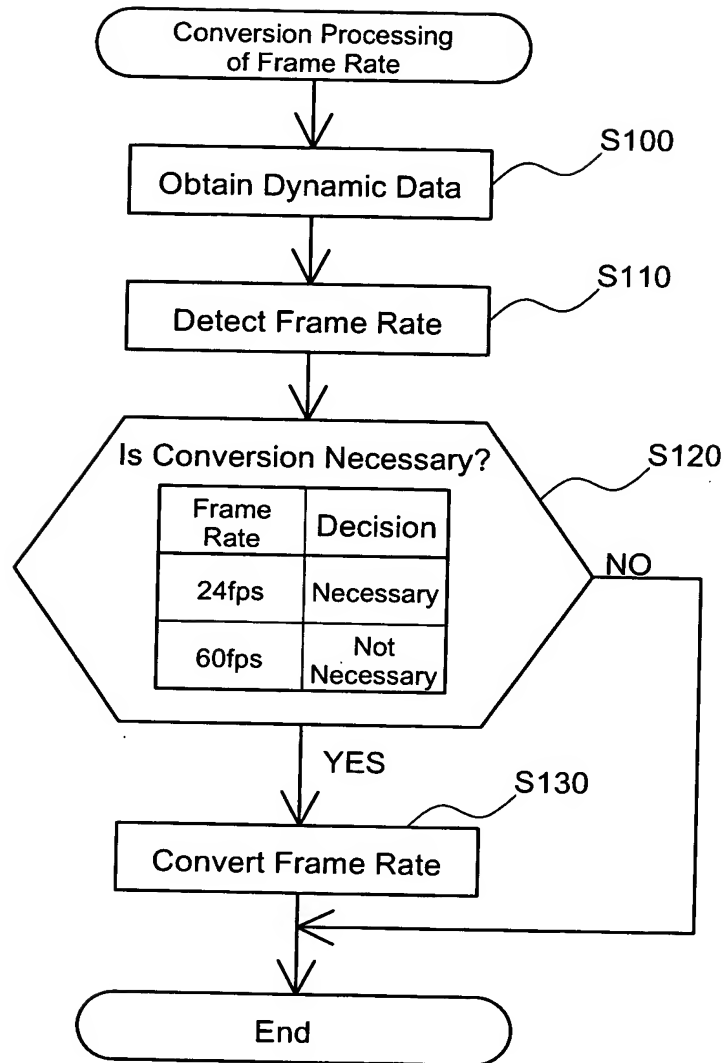 Conversion Processing
of Frame Rate
S100
Obtain Dynamic Data
S110
Detect Frame Rate
Is Conversion Necessary?
S120
Frame
Rate
Decision
NO
24fps
Necessary
60fps
Not
Necessary
YES
S130
Convert Frame Rate
End